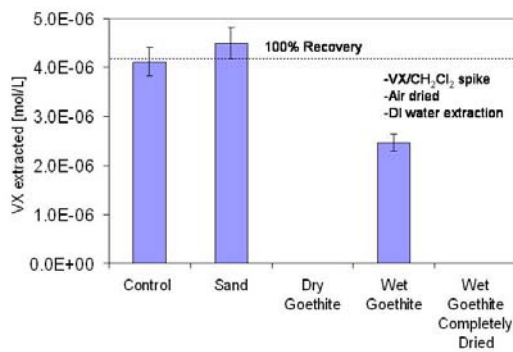 5.0E-06
4.0E-06
3.0E-06
2.0E-06
1.0E-06
0.0E+00
VX extracted [mol/L]
100% Recovery
-VX/CH₂Cl₂ spike
-Air dried
-DI water extraction
Control
Sand
Dry
Goethite
Wet
Goethite
Wet
Goethite
Completely
Dried